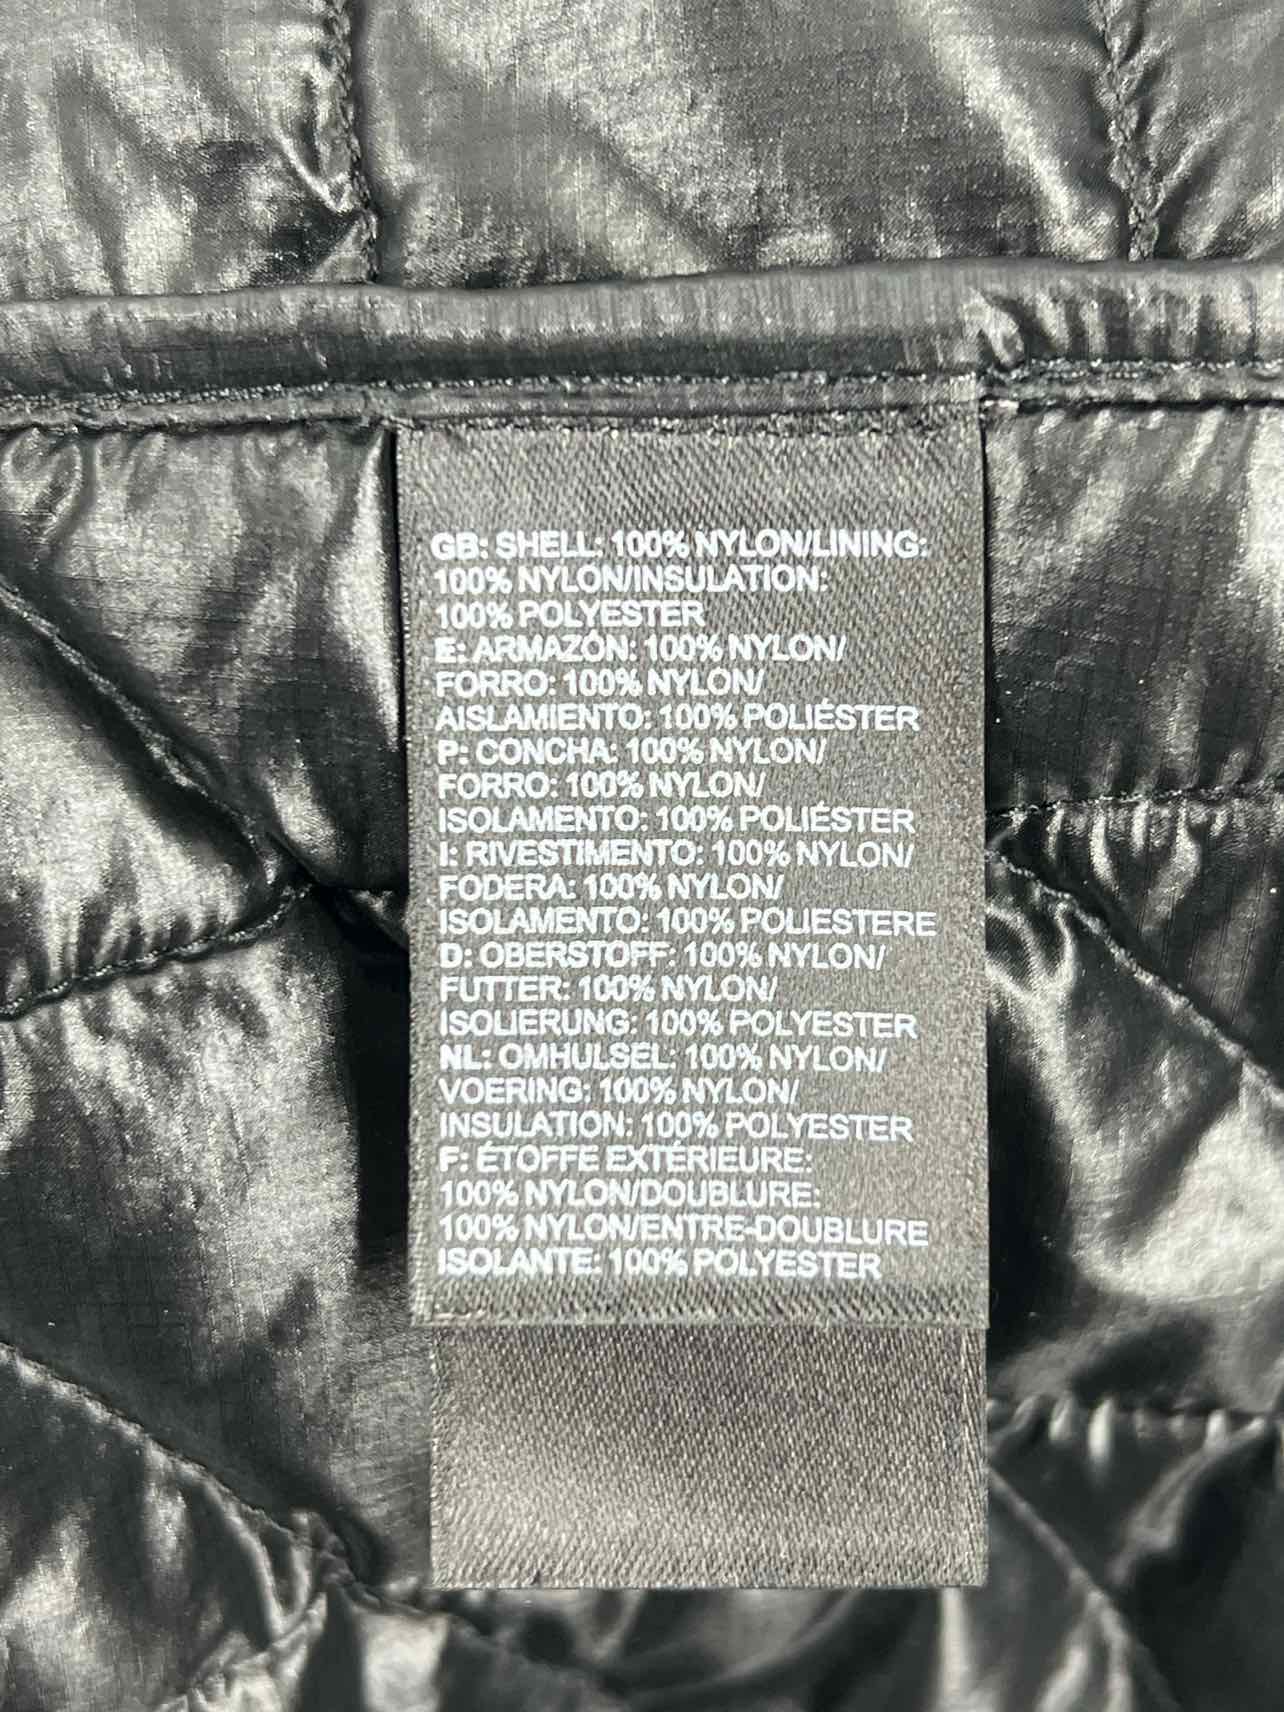 GB: SHELL: 100% NYLON/LINING:
100% NYLON/INSULATION:
100% POLYESTER
E: ARMAZÓN: 100% NYLON/
FORRO: 100% NYLON/
AISLAMIENTO: 100% POLIÉSTER
P: CONCHA: 100% NYLON/
FORRO: 100% NYLON/
ISOLAMENTO: 100% POLIÉSTER
I: RIVESTIMENTO: 100% NYLON/
FODERA: 100% NYLON/
ISOLAMENTO: 100% POLIESTERE
D: OBERSTOFF: 100% NYLON/
FUTTER: 100% NYLON/
ISOLIERUNG: 100% POLYESTER
NL: OMHULSEL: 100% NYLON/
VOERING: 100% NYLON/
INSULATION: 100% POLYESTER
F: ÉTOFFE EXTÉRIEURE:
100% NYLON/DOUBLURE:
100% NYLON/ENTRE-DOUBLURE
ISOLANTE: 100% POLYESTER